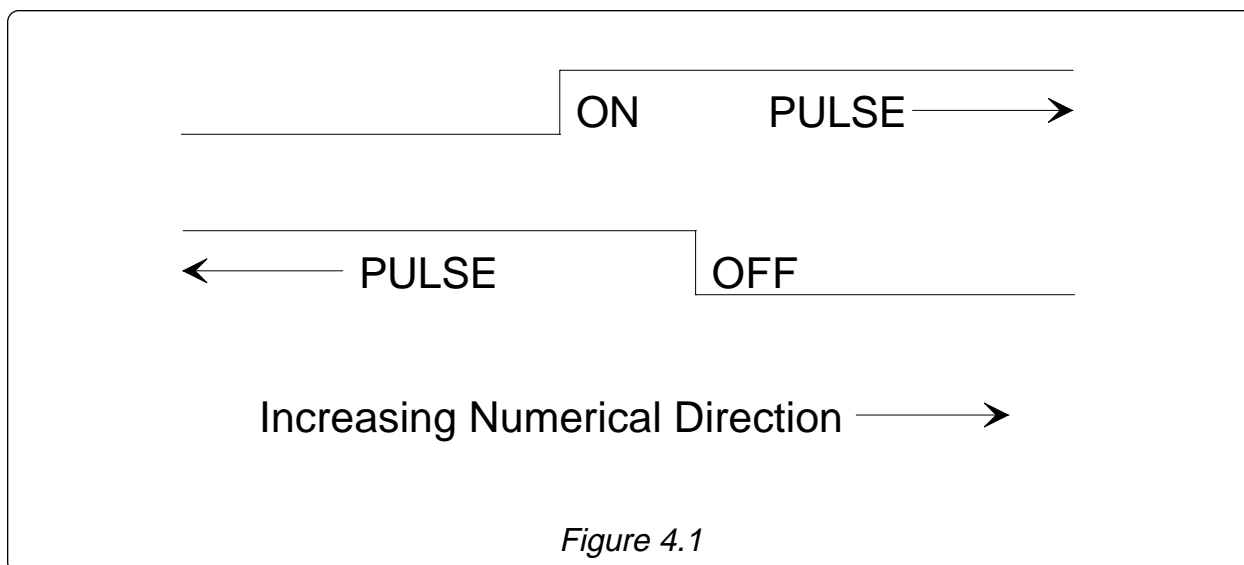 ON PULSE
PULSE OFF
Increasing Numerical Direction
Figure 4.1